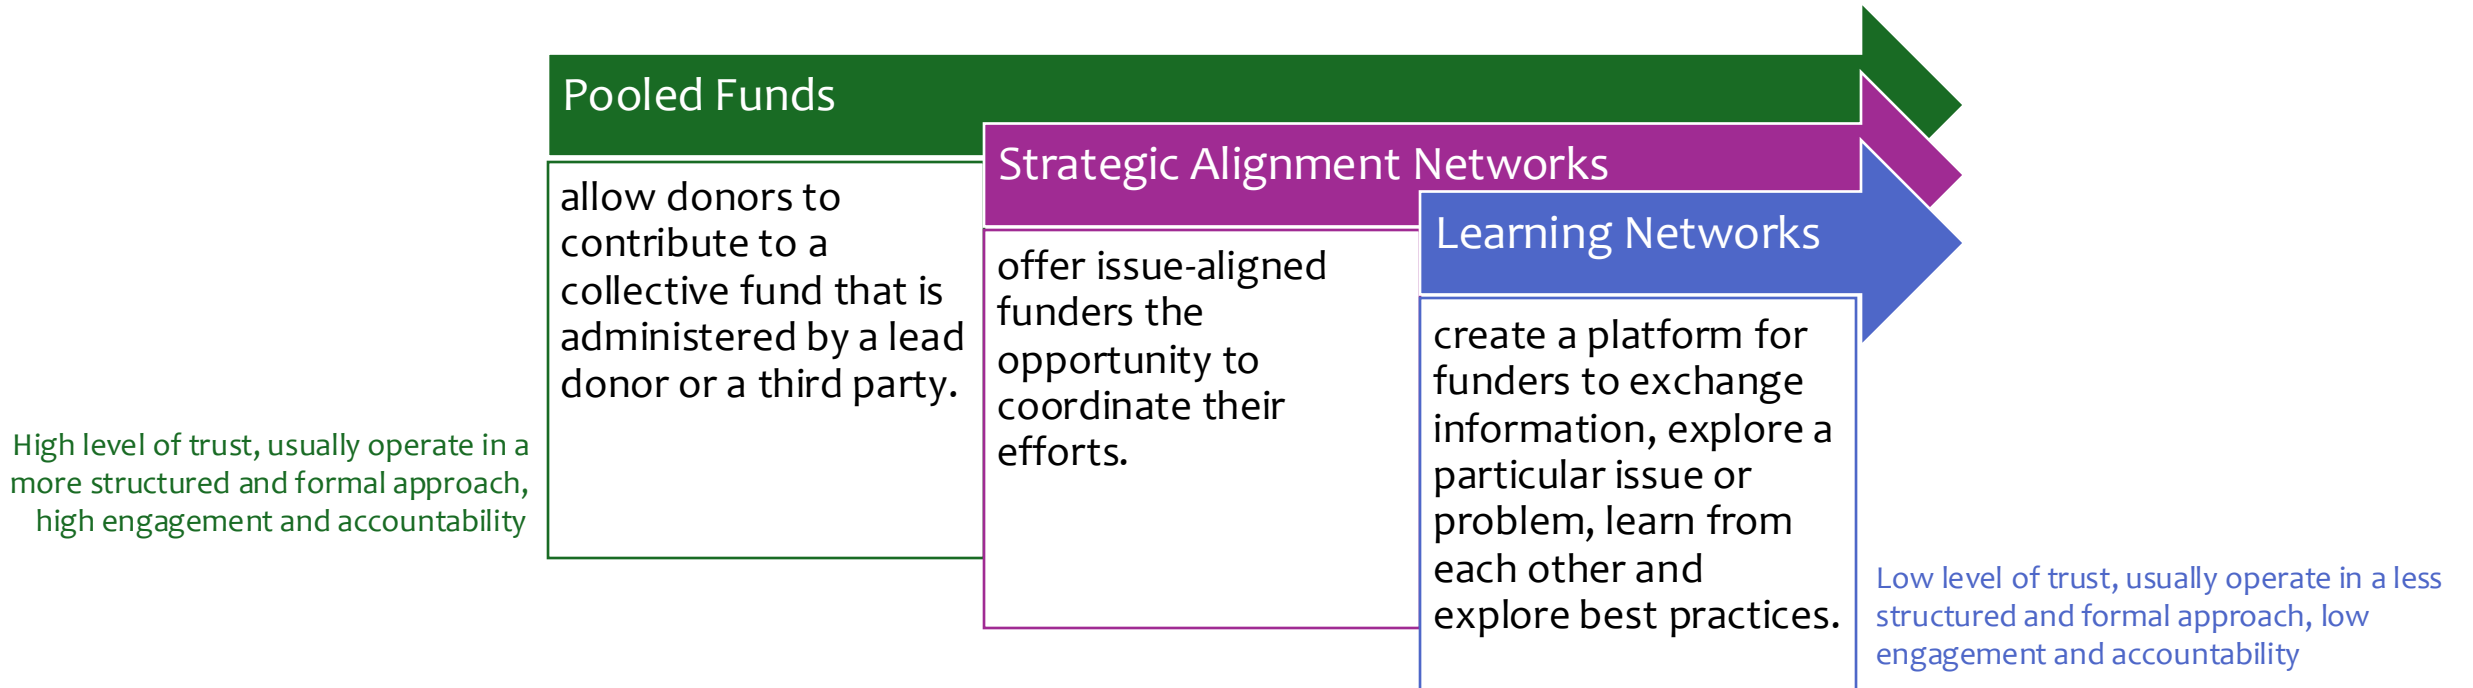 Pooled Funds
allow donors to
contribute to a
collective fund that is
administered by a lead
donor or a third party.
High level of trust, usually operate in a
more structured and formal approach,
high engagement and accountability
Strategic Alignment Networks
offer issue-aligned
funders the
opportunity to
coordinate their
efforts.
Learning Networks
create a platform for
funders to exchange
information, explore a
particular issue or
problem, learn from
each other and
explore best practices.
Low level of trust, usually operate in a less
structured and formal approach, low
engagement and accountability